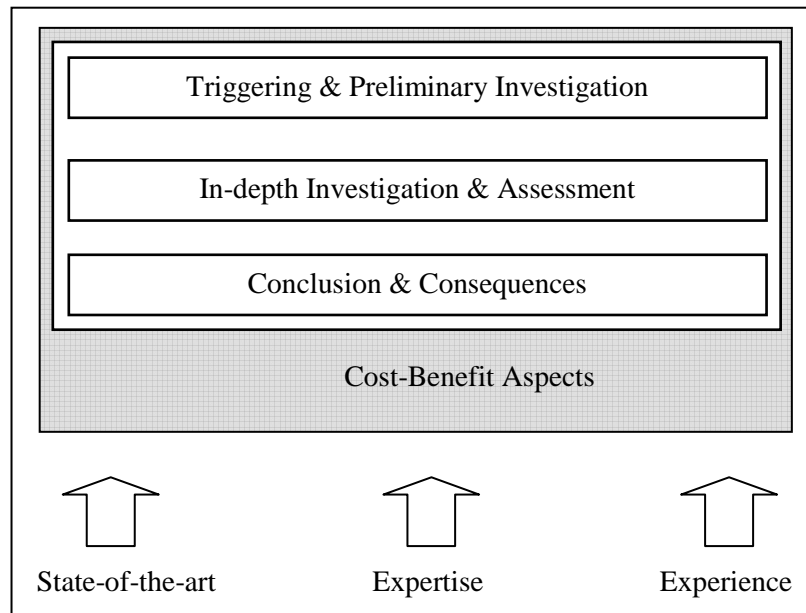 Triggering & Preliminary Investigation
In-depth Investigation & Assessment
Conclusion & Consequences
Cost-Benefit Aspects
State-of-the-art Expertise Experience